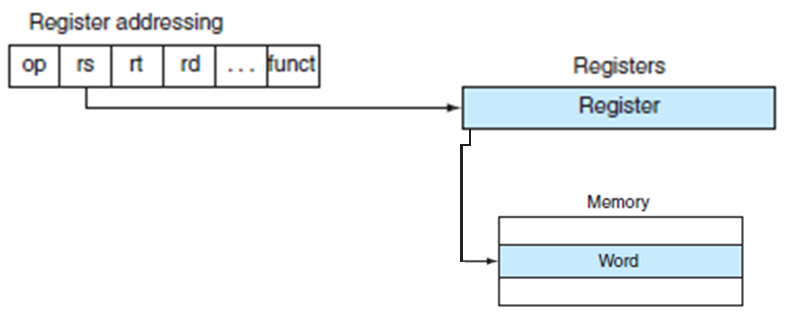 Register addressing
op rs rt rd ... funct
Registers
Register
Memory
Word